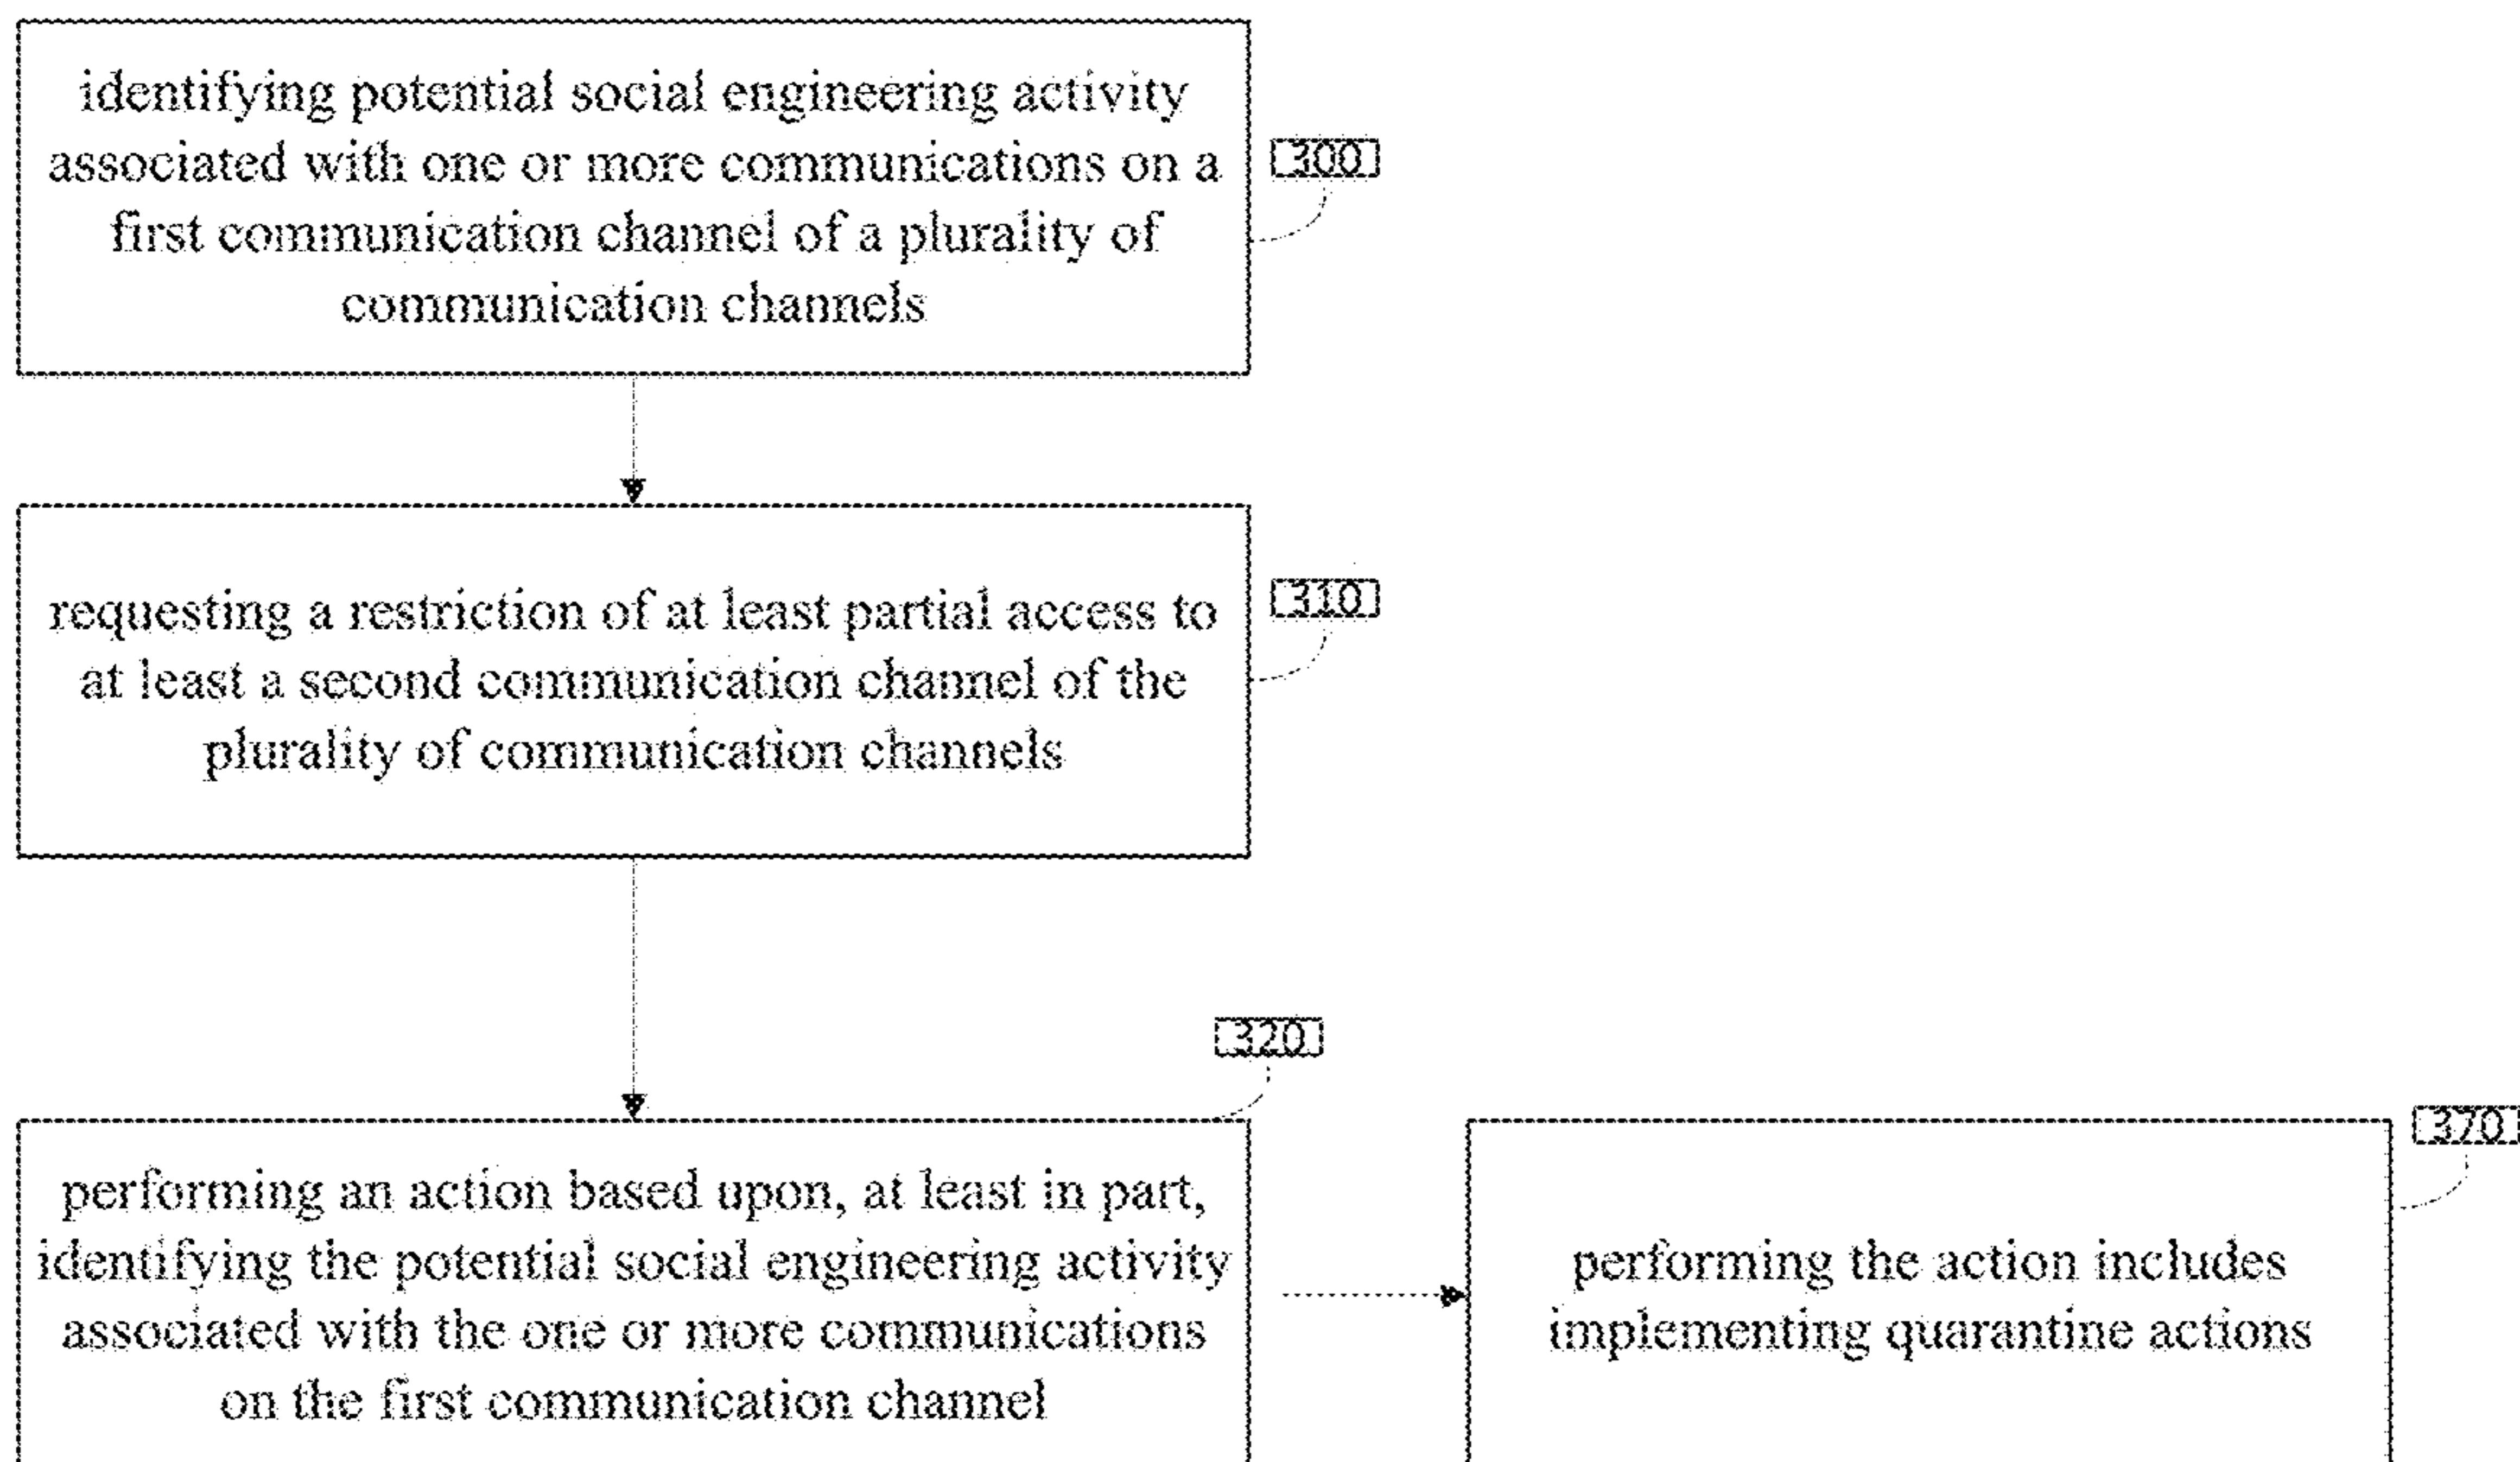 identifying potential social engineering activity
associated with one or more communications on a
first communication channel of a plurality of
communication channels
300
requesting a restriction of at least partial access to
at least a second communication channel of the
plurality of communication channels
310
320
performing an action based upon, at least in part,
identifying the potential social engineering activity
associated with the one or more communications
on the first communication channel
370
performing the action includes
implementing quarantine actions